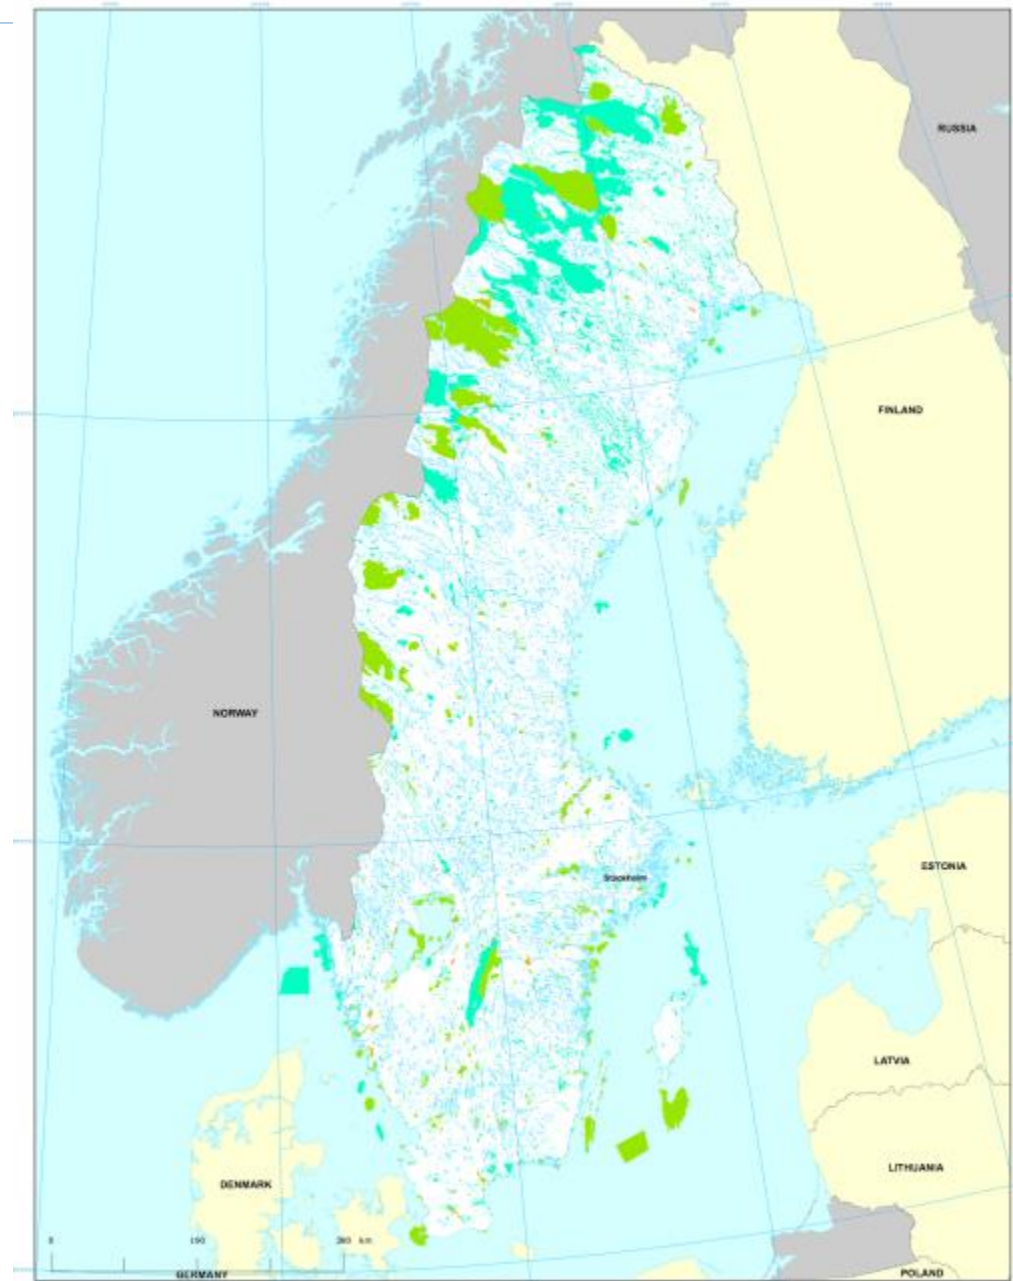 RUSSIA
FINLAND
NORWAY
ESTONIA
Stockholm
LATVIA
LITHUANIA
DENMARK
0 100 200 km
GERMANY
POLAND